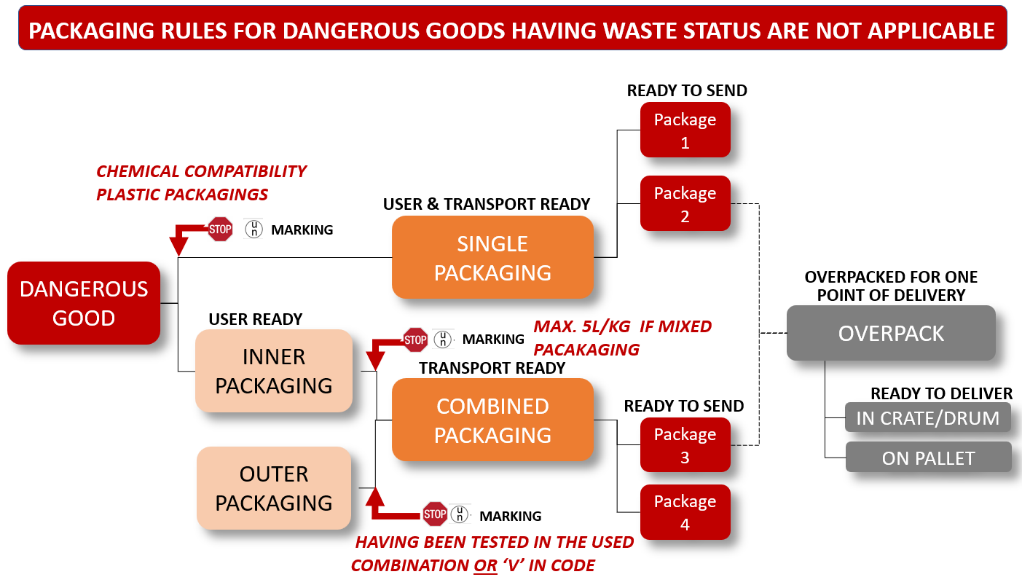 PACKAGING RULES FOR DANGEROUS GOODS HAVING WASTE STATUS ARE NOT APPLICABLE
READY TO SEND
Package
1
CHEMICAL COMPATIBILITY
PLASTIC PACKAGINGS
Package
2
USER & TRANSPORT READY
STOP
un
MARKING
SINGLE
PACKAGING
DANGEROUS
GOOD
OVERPACKED FOR ONE
POINT OF DELIVERY
OVERPACK
USER READY
INNER
PACKAGING
STOP
un
MARKING
MAX. 5L/KG IF MIXED
PACAKAGING
TRANSPORT READY
COMBINED
PACKAGING
READY TO SEND
Package
3
READY TO DELIVER
IN CRATE/DRUM
ON PALLET
OUTER
PACKAGING
Package
4
STOP
un
MARKING
HAVING BEEN TESTED IN THE USED
COMBINATION OR ‘V’ IN CODE